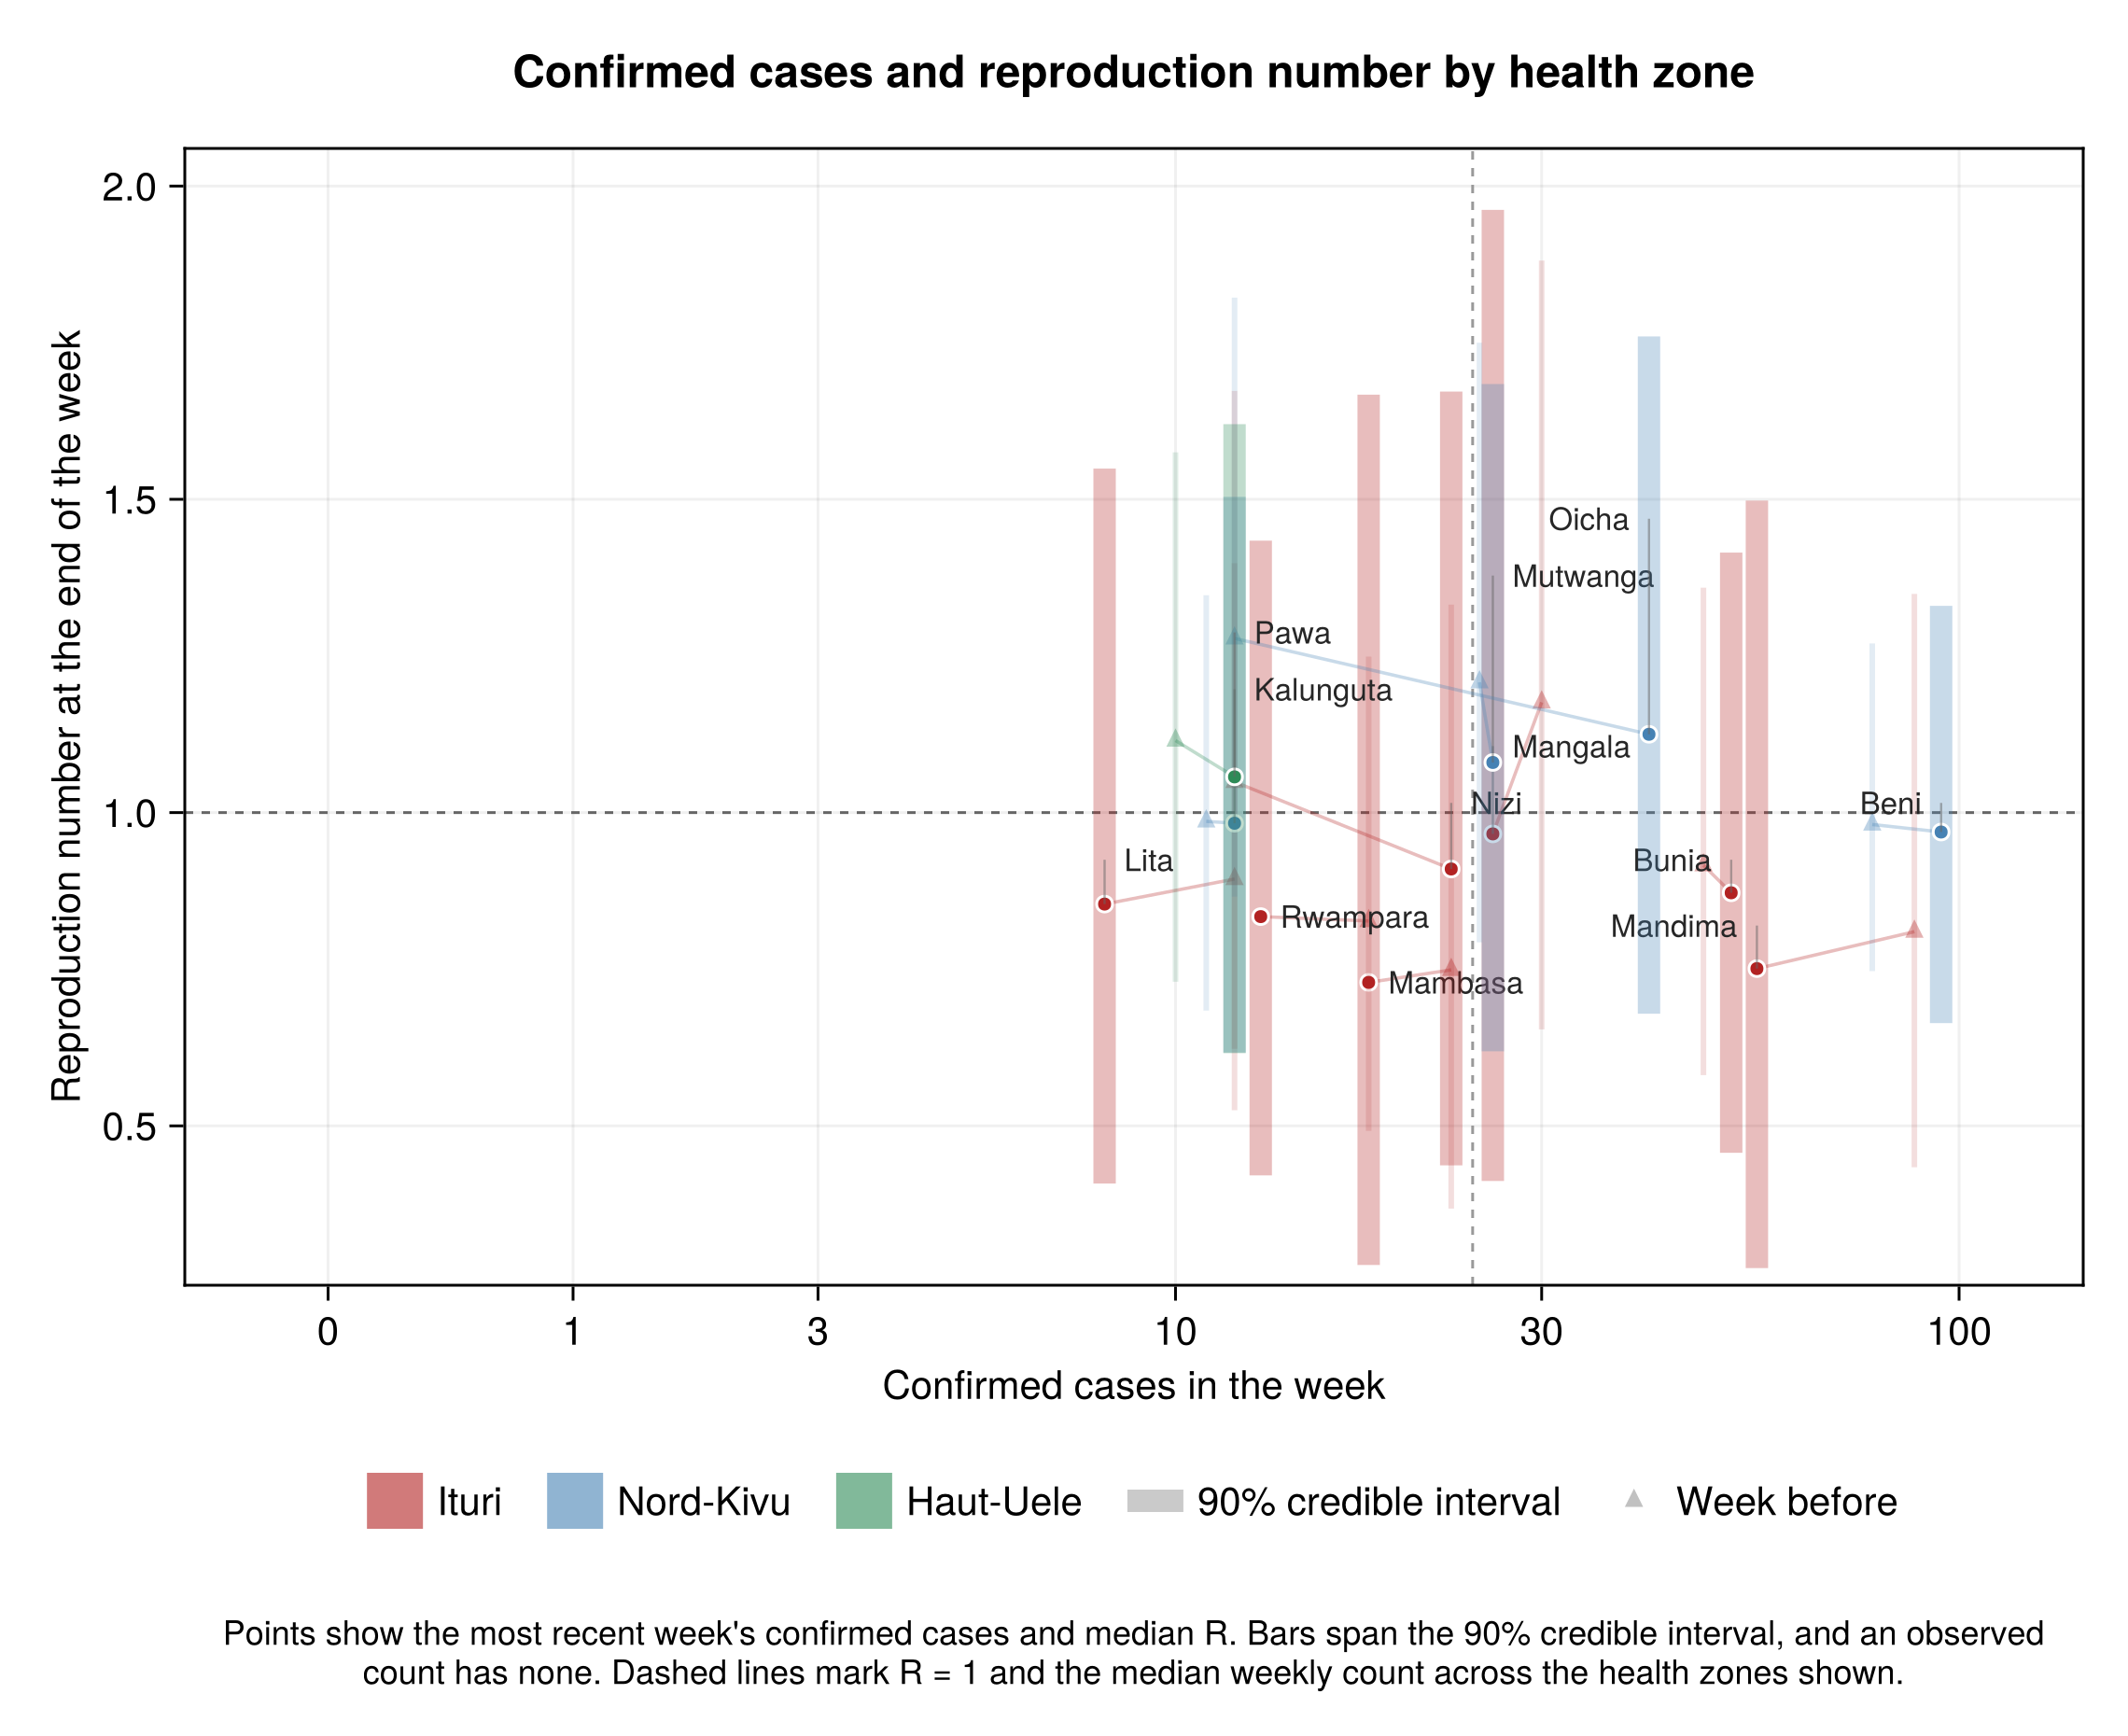 Confirmed cases and reproduction number by health zone
Reproduction number at the end of the week
2.0
1.5
1.0
0.5
Oicha
Mutwanga
Pawa
Kalunguta
Mangala
Nizi
Beni
Lita
Bunia
Rwampara
Mandima
Mambasa
0 1 3 10 30 100
Confirmed cases in the week
Ituri Nord-Kivu Haut-Uele 90% credible interval Week before
Points show the most recent week's confirmed cases and median R. Bars span the 90% credible interval, and an observed
count has none. Dashed lines mark R = 1 and the median weekly count across the health zones shown.